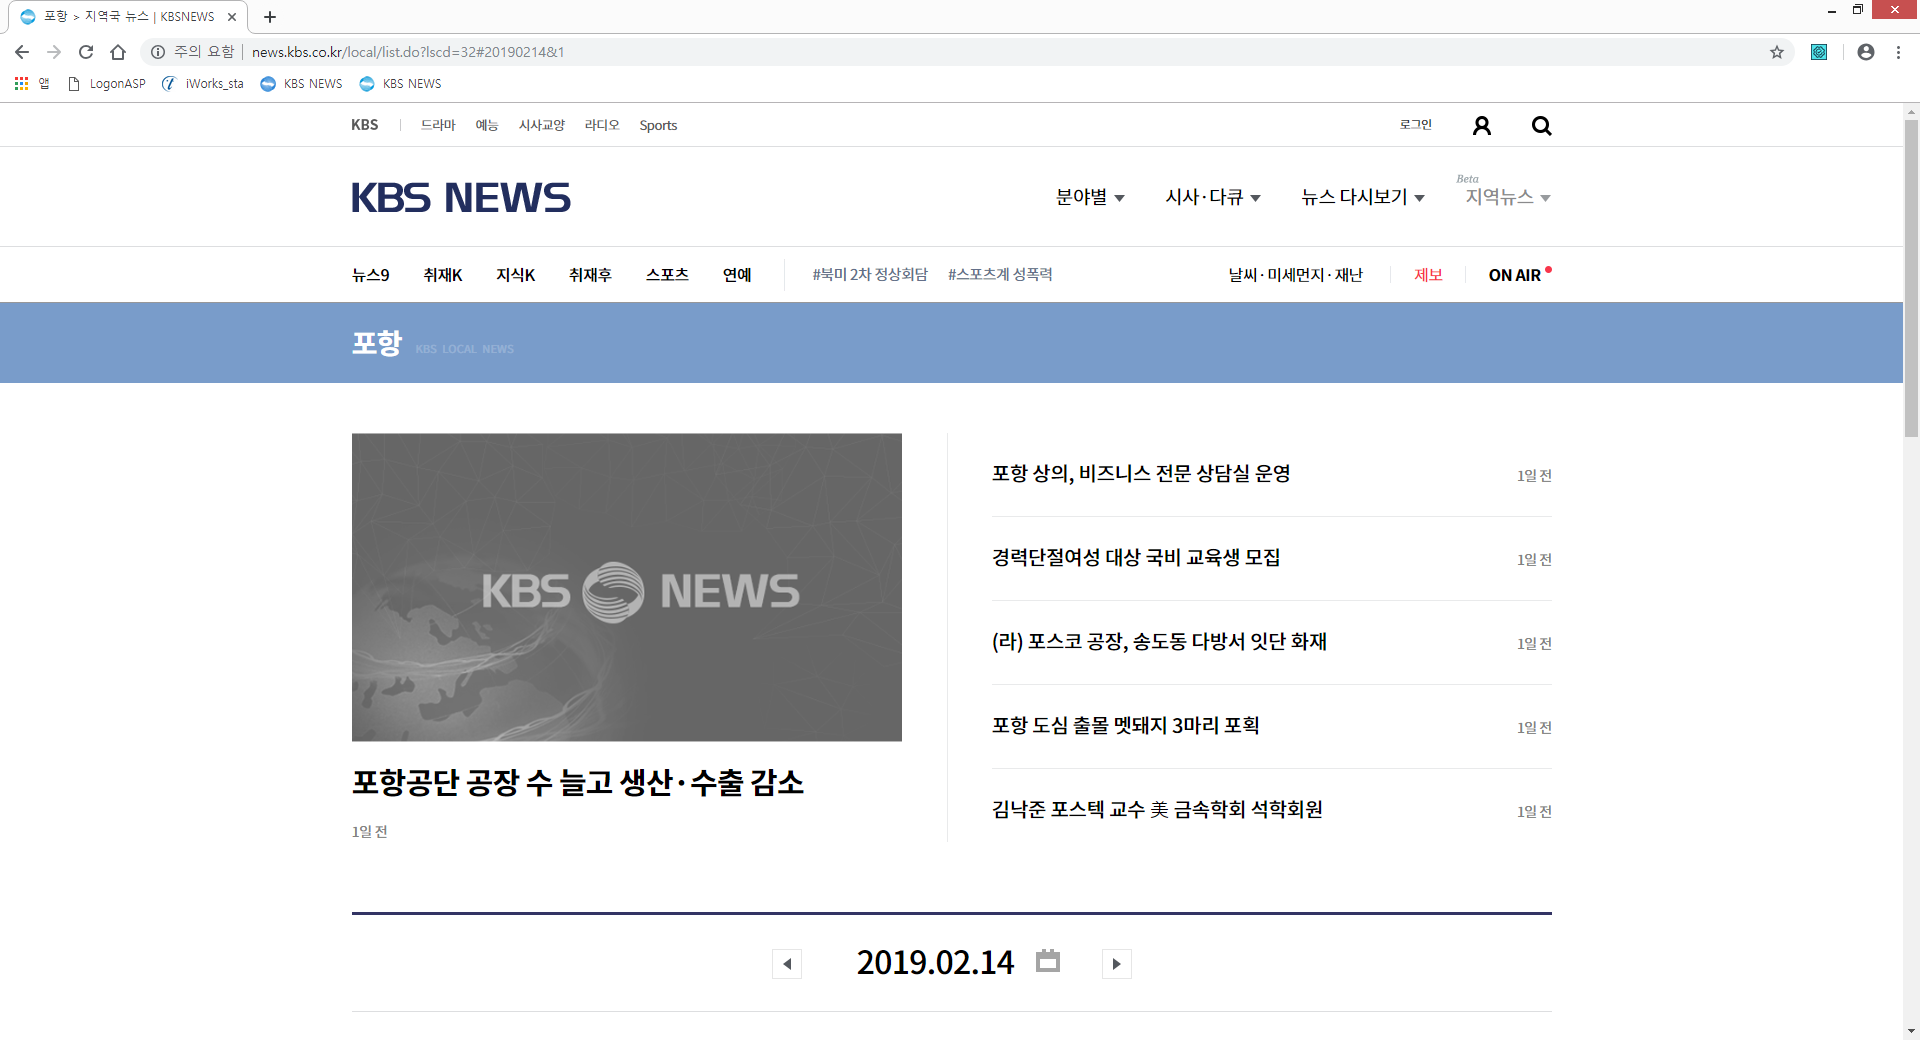 포항 > 지역국 뉴스 | KBSNEWS
주의 요함 | news.kbs.co.kr/local/list.do?lscd=32#20190214&1
앱 LogonASP iWorks_sta KBS NEWS KBS NEWS
KBS 드라마 예능 시사교양 라디오 Sports 로그인
KBS NEWS 분야별 시사·다큐 뉴스 다시보기 Beta 지역뉴스
뉴스9 취재K 지식K 취재후 스포츠 연예 #북미 2차 정상회담 #스포츠계 성폭력 날씨·미세먼지·재난 제보 ON AIR
포항 KBS LOCAL NEWS
KBS NEWS
포항공단 공장 수 늘고 생산·수출 감소
1일 전
포항 상의, 비즈니스 전문 상담실 운영 1일 전
경력단절여성 대상 국비 교육생 모집 1일 전
(라) 포스코 공장, 송도동 다방서 잇단 화재 1일 전
포항 도심 출몰 멧돼지 3마리 포획 1일 전
김낙준 포스텍 교수 美 금속학회 석학회원 1일 전
2019.02.14